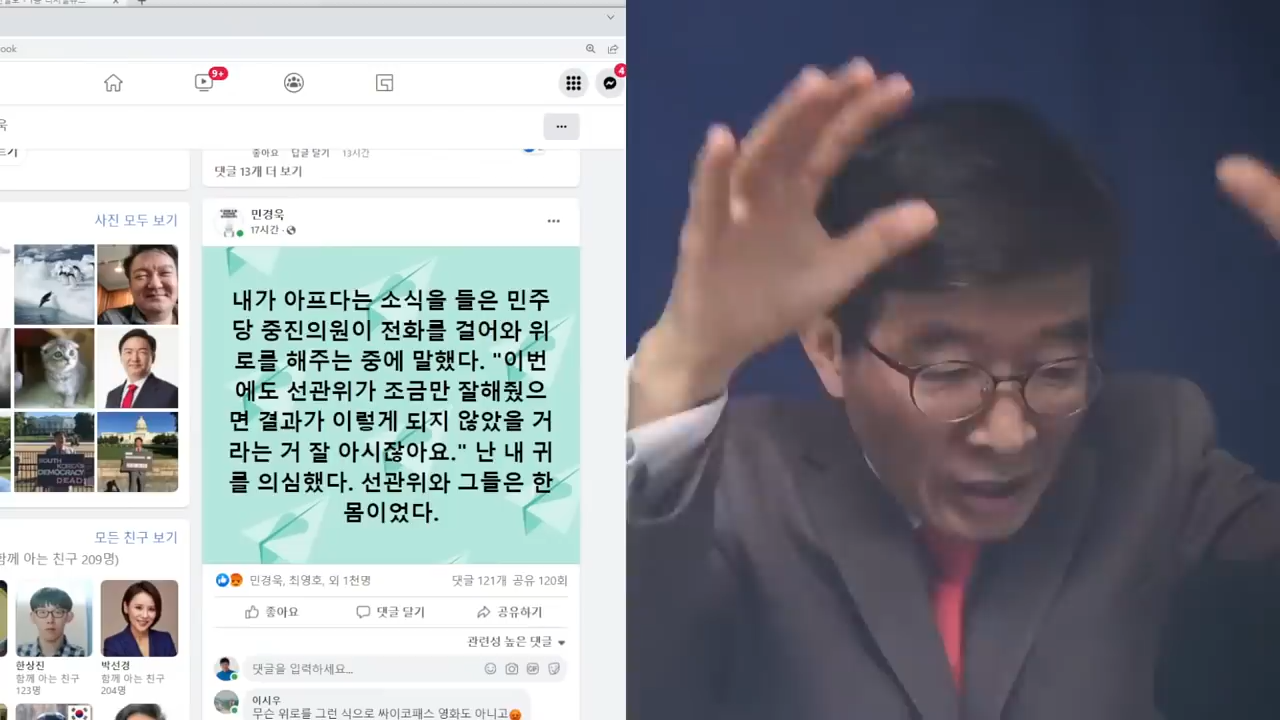 ook
9+
4
욱
좋아요 답글 달기 13시간
댓글 13개 더 보기
사진 모두 보기
민경욱
17시간
내가 아프다는 소식을 들은 민주
당 중진의원이 전화를 걸어와 위
로를 해주는 중에 말했다. "이번
에도 선관위가 조금만 잘해줬으
면 결과가 이렇게 되지 않았을 거
라는 거 잘 아시잖아요." 난 내 귀
를 의심했다. 선관위와 그들은 한
몸이었다.
SOUTH
DEMOCRACY
DEAD
모든 친구 보기
함께 아는 친구 209명)
민경욱, 최영호, 외 1천명
댓글 121개 공유 120회
좋아요
댓글 달기
공유하기
관련성 높은 댓글
댓글을 입력하세요...
GIF
한상진
함께 아는 친구
123명
박선경
함께 아는 친구
204명
이시우
무슨 위로를 그런 식으로 싸이코패스 영화도 아니고